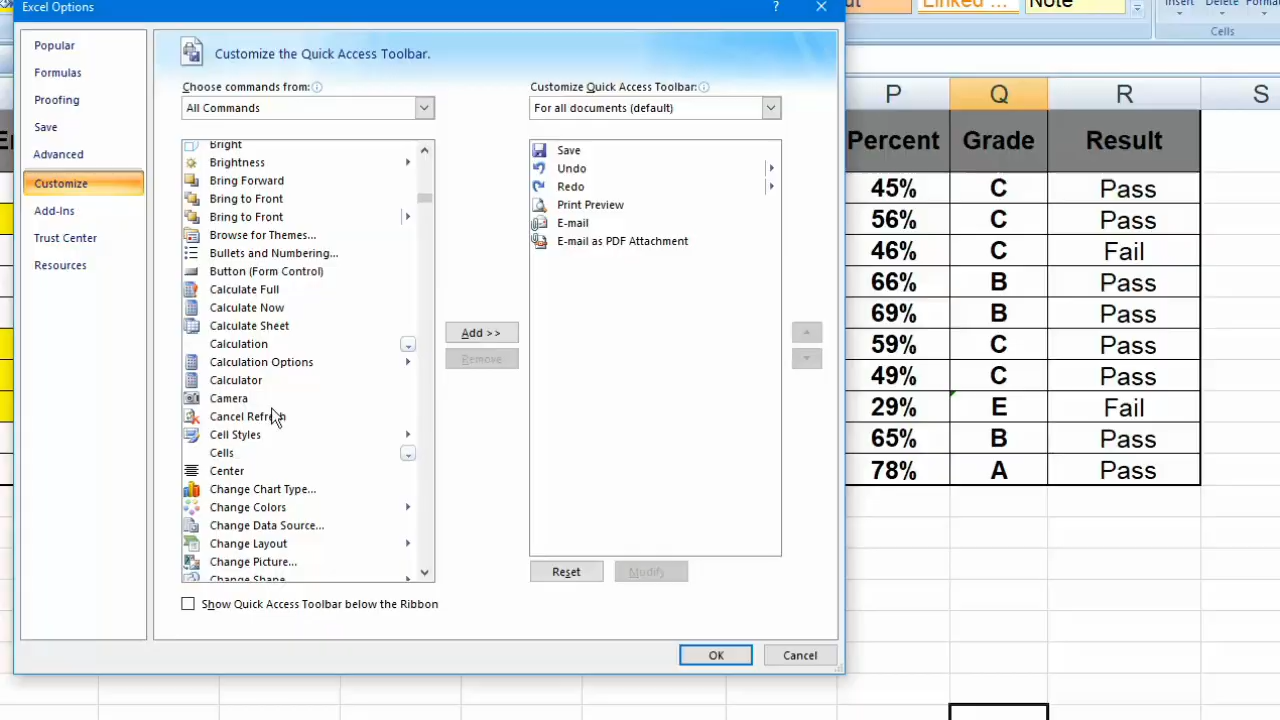 Excel Options
?
Linked ...
Note
Insert
Delete
Cells
Popular
Formulas
Proofing
Save
Advanced
Customize
Add-Ins
Trust Center
Resources
Customize the Quick Access Toolbar.
Choose commands from:
All Commands
Bright
Brightness
Bring Forward
Bring to Front
Bring to Front
Browse for Themes...
Bullets and Numbering...
Button (Form Control)
Calculate Full
Calculate Now
Calculate Sheet
Calculation
Calculation Options
Calculator
Camera
Cancel Refresh
Cell Styles
Cells
Center
Change Chart Type...
Change Colors
Change Data Source...
Change Layout
Change Picture...
Change Shape
Show Quick Access Toolbar below the Ribbon
Add >>
Remove
Customize Quick Access Toolbar:
For all documents (default)
Save
Undo
Redo
Print Preview
E-mail
E-mail as PDF Attachment
Reset
Modify...
OK
Cancel
P Q R S
Percent Grade Result
45% C Pass
56% C Pass
46% C Fail
66% B Pass
69% B Pass
59% C Pass
49% C Pass
29% E Fail
65% B Pass
78% A Pass